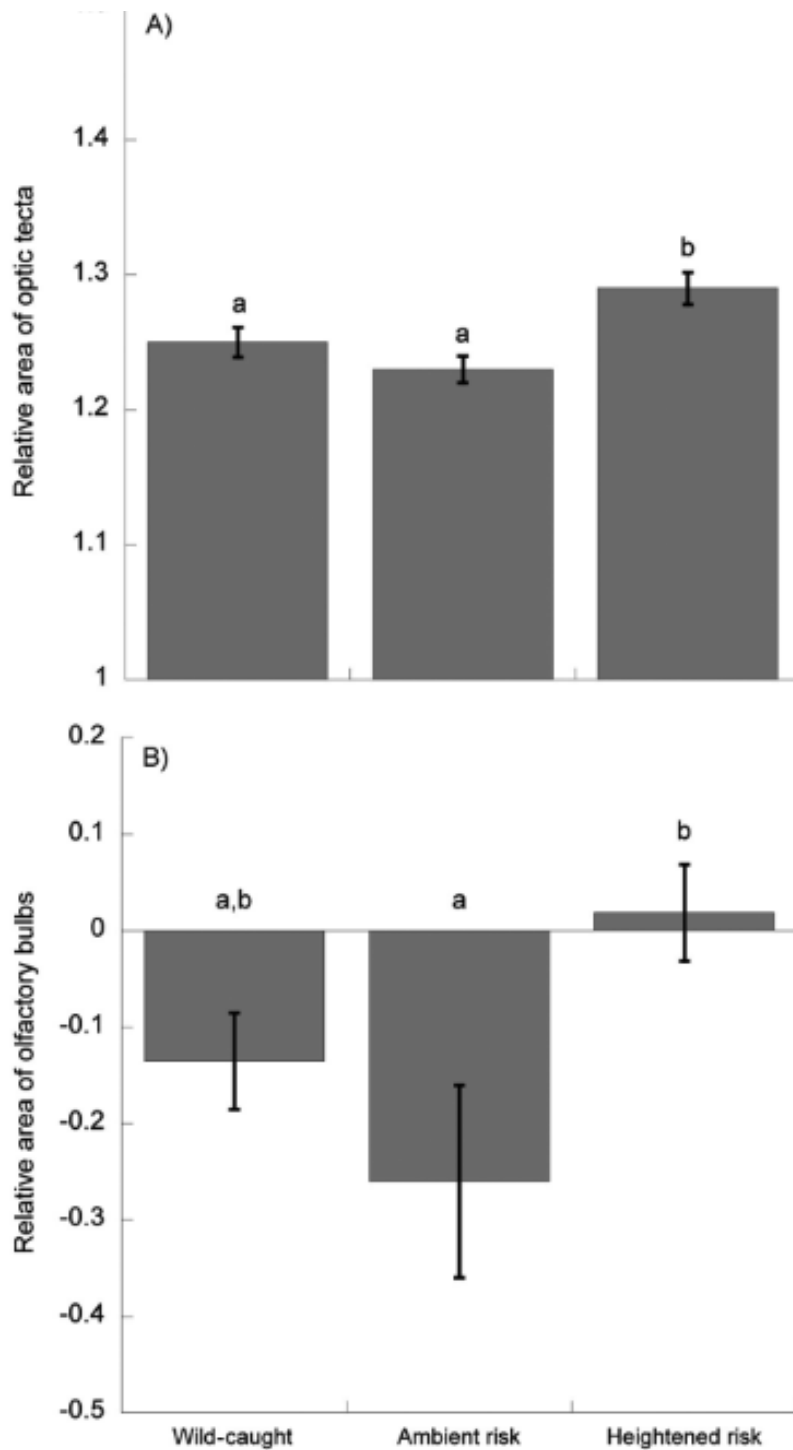 A)
1.4
1.3
1.2
1.1
1
Relative area of optic tecta
a
a
b
B)
0.2
0.1
0
-0.1
-0.2
-0.3
-0.4
-0.5
Relative area of olfactory bulbs
a,b
a
b
Wild-caught
Ambient risk
Heightened risk